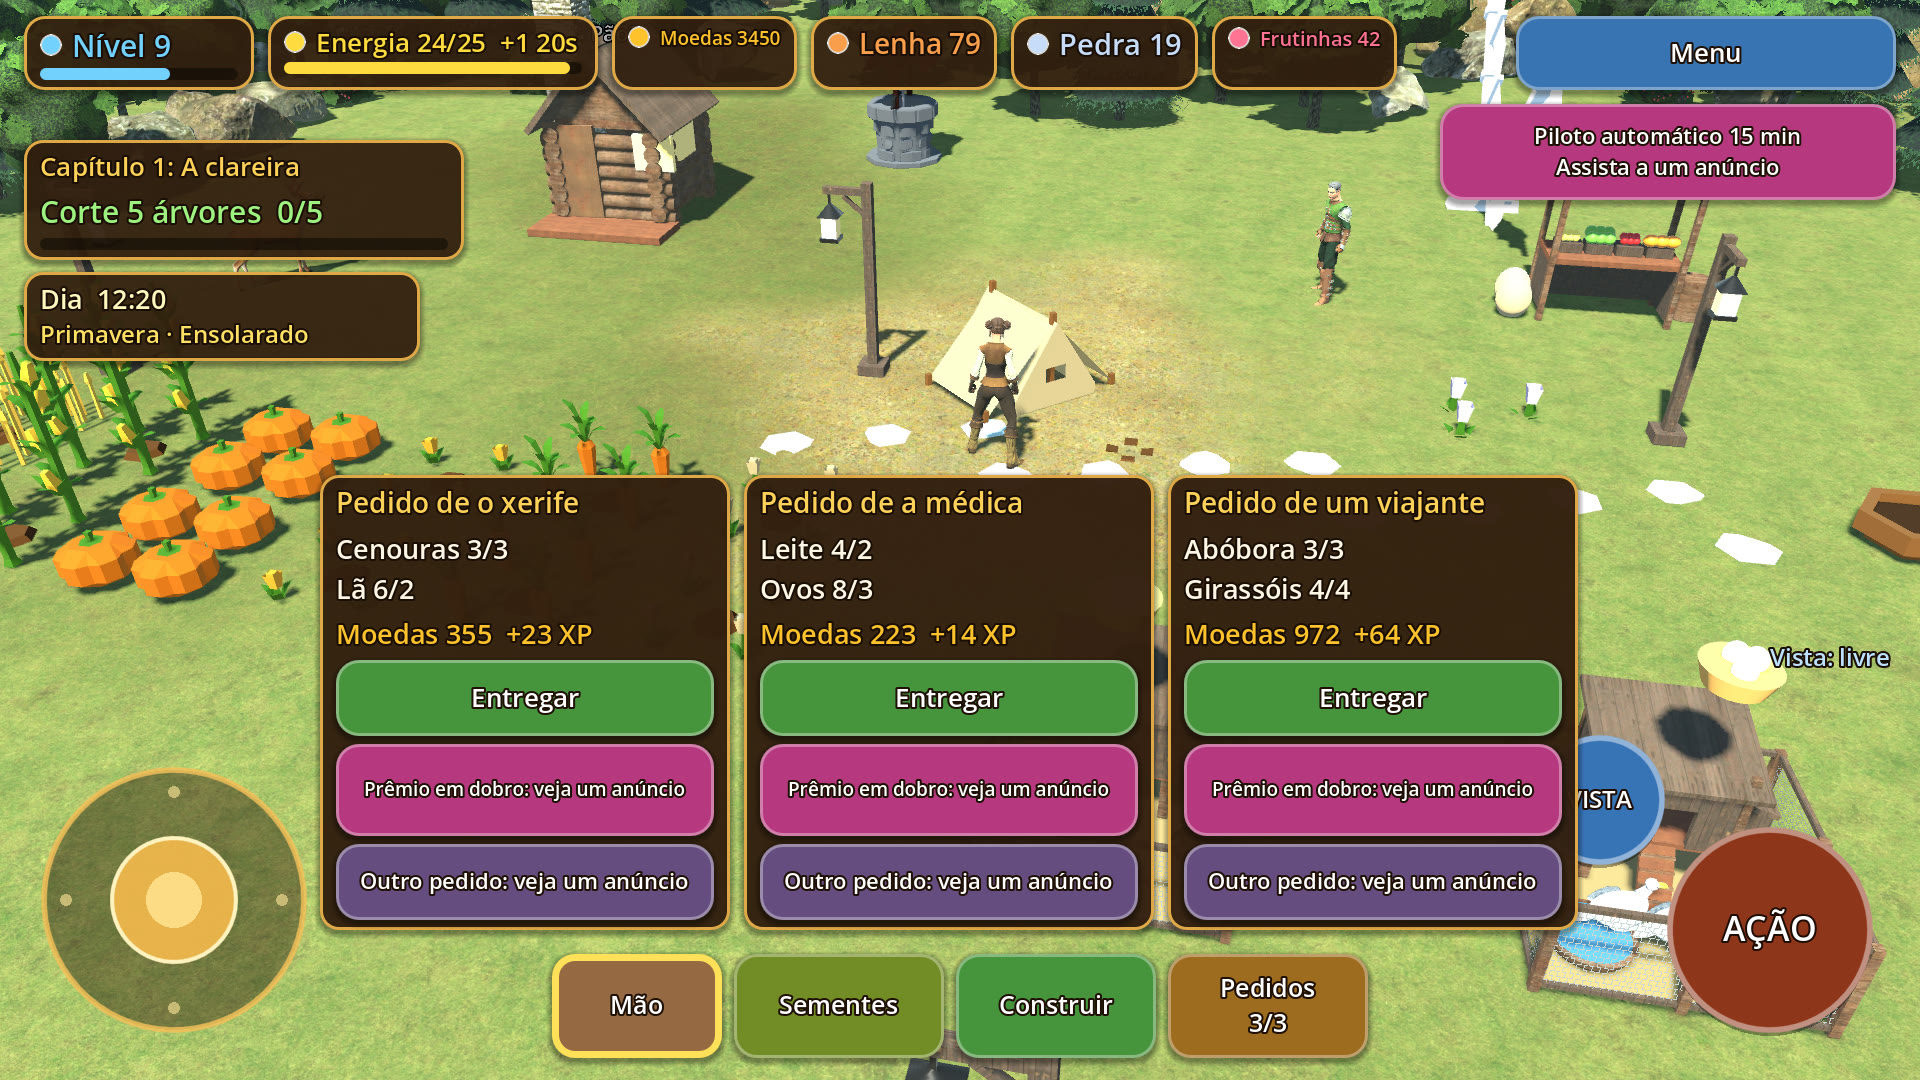 Nível 9
Energia 24/25 +1 20s
Moedas 3450
Lenha 79
Pedra 19
Frutinhas 42
Menu
Piloto automático 15 min
Assista a um anúncio
Capítulo 1: A clareira
Corte 5 árvores 0/5
Dia 12:20
Primavera · Ensolarado
Pedido de o xerife
Cenouras 3/3
Lã 6/2
Moedas 355 +23 XP
Entregar
Prêmio em dobro: veja um anúncio
Outro pedido: veja um anúncio
Pedido de a médica
Leite 4/2
Ovos 8/3
Moedas 223 +14 XP
Entregar
Prêmio em dobro: veja um anúncio
Outro pedido: veja um anúncio
Pedido de um viajante
Abóbora 3/3
Girassóis 4/4
Moedas 972 +64 XP
Entregar
Prêmio em dobro: veja um anúncio
Outro pedido: veja um anúncio
Vista: livre
VISTA
AÇÃO
Mão
Sementes
Construir
Pedidos
3/3